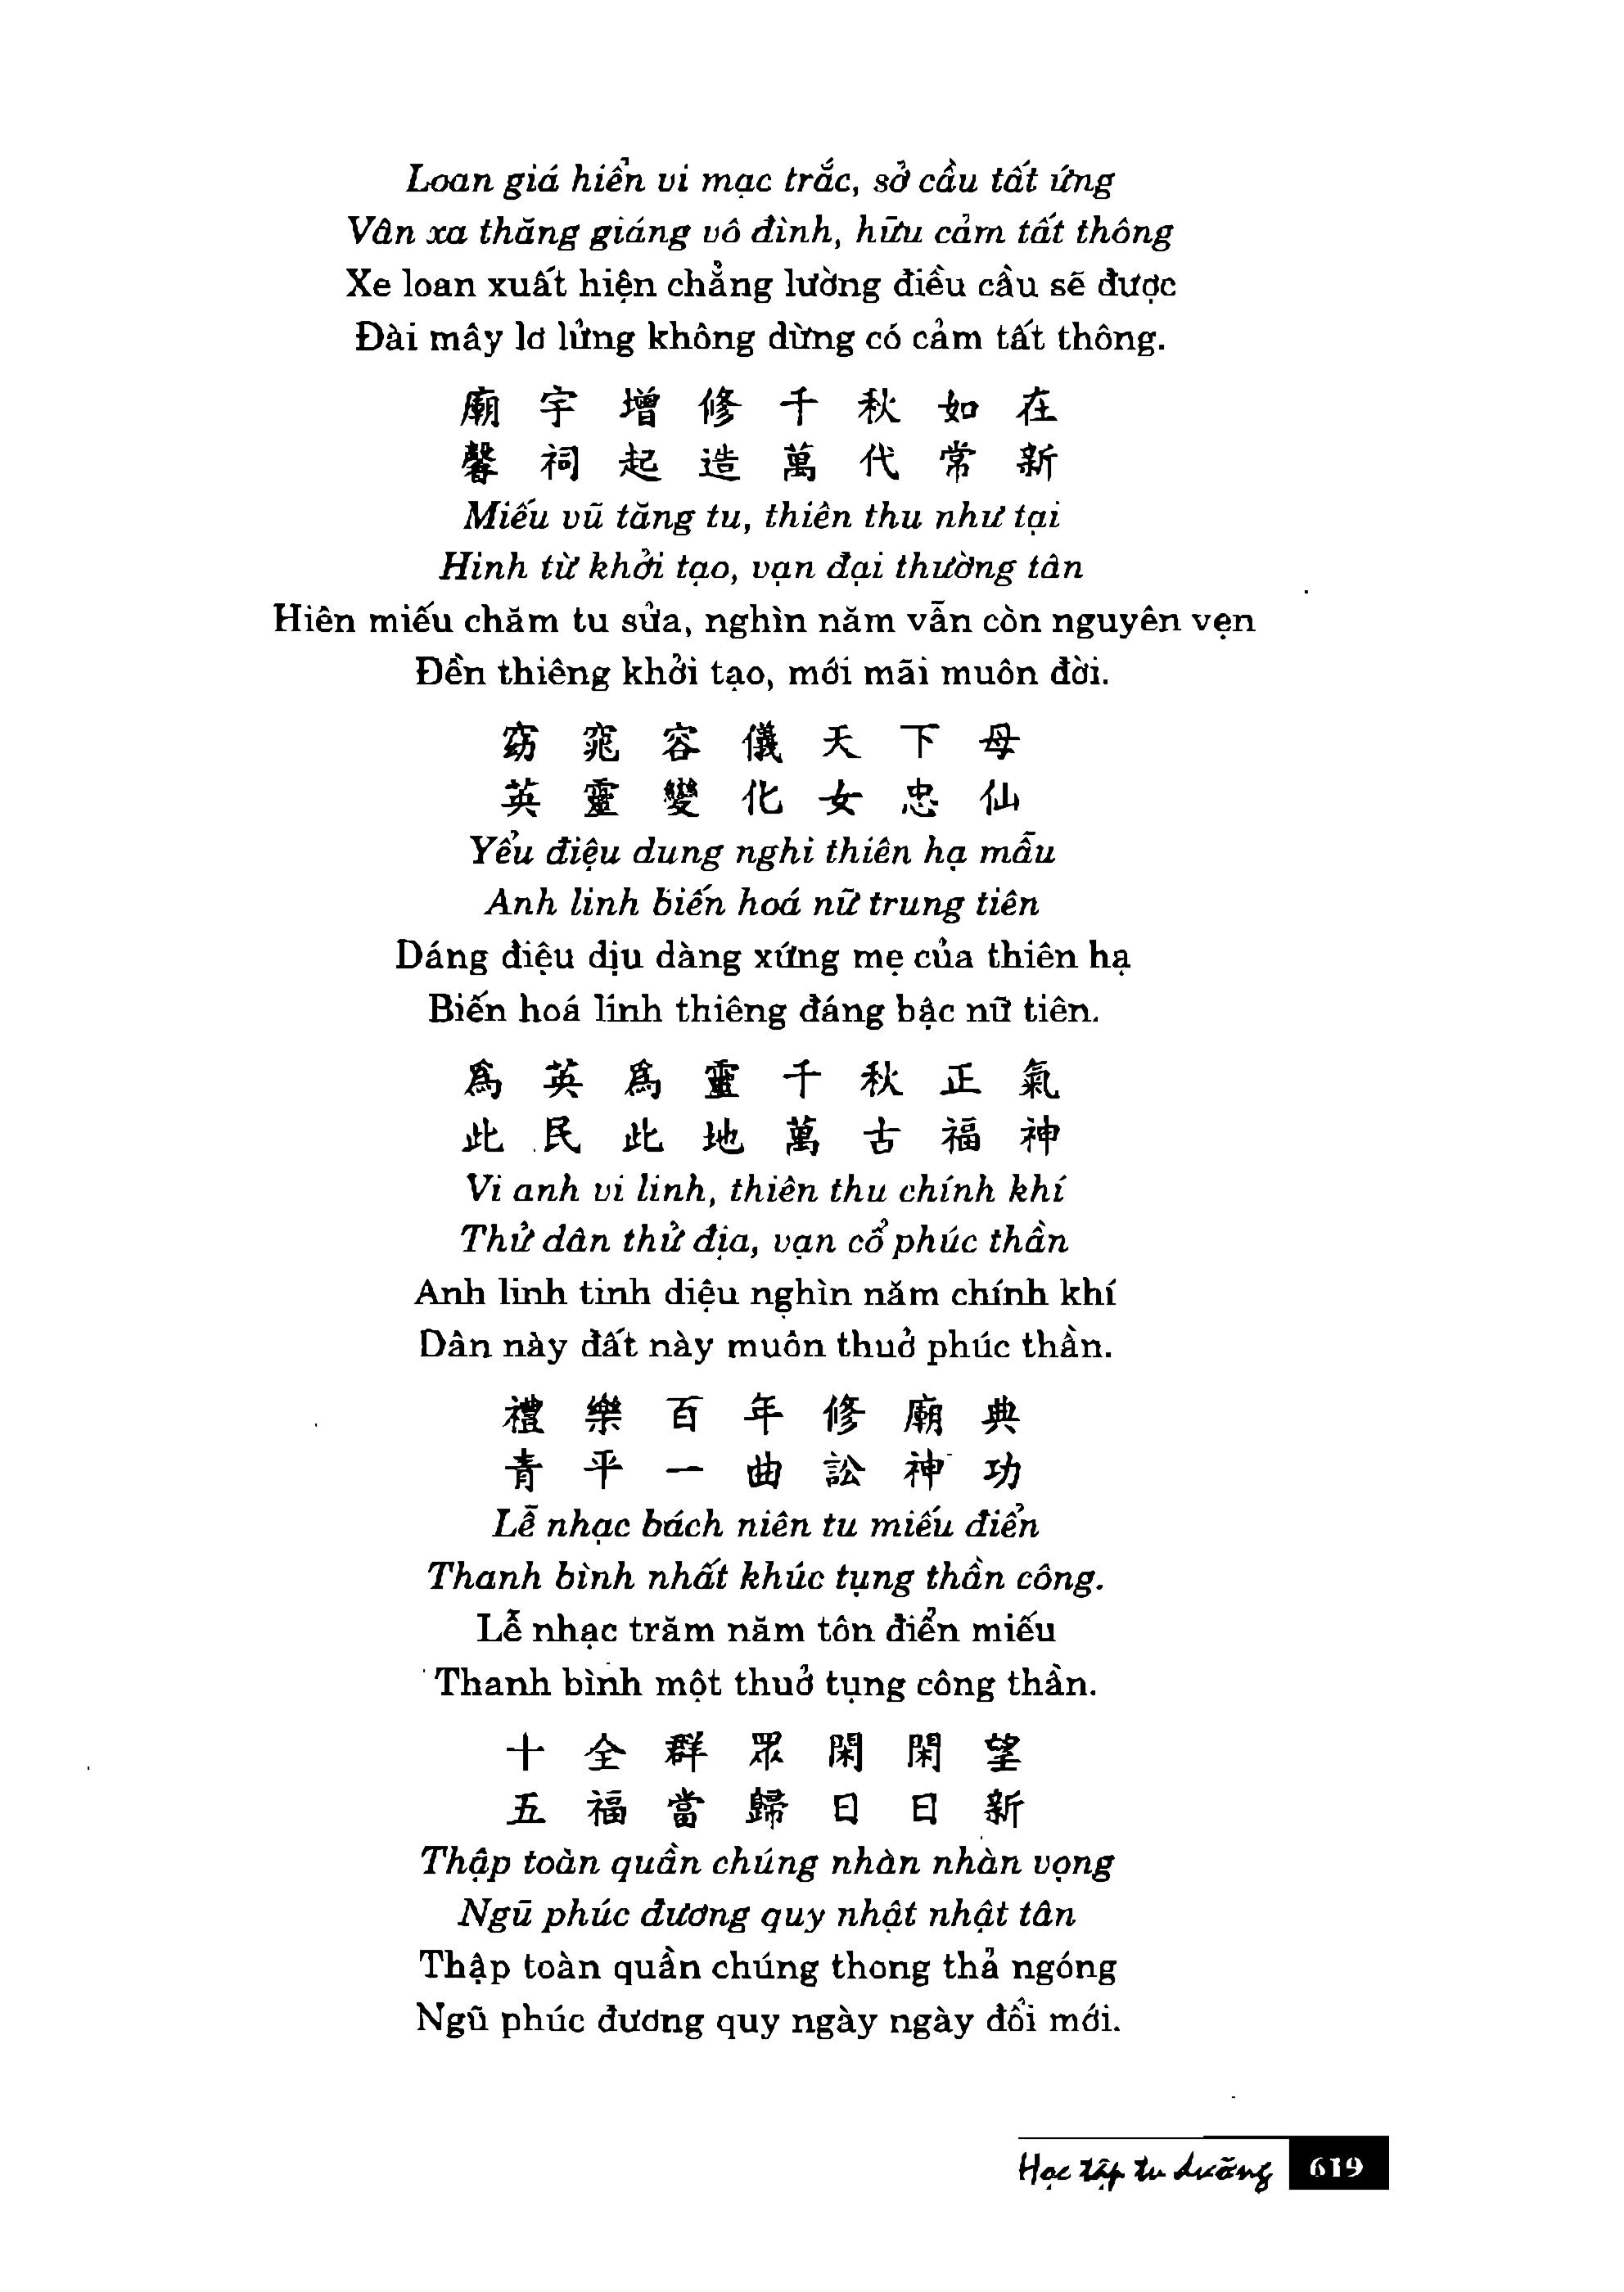 Loan giá hiển vi mạc trắc, sở cầu tất ứng
Vân xa thăng giáng vô đình, hữu cảm tất thông
Xe loan xuất hiện chẳng lường điều cầu sẽ được
Đài mây lơ lửng không dừng có cảm tất thông.
廟宇增修千秋如在
馨祠起造萬代常新
Miếu vũ tăng tu, thiên thu như tại
Hinh từ khởi tạo, vạn đại thường tân
Hiên miếu chăm tu sửa, nghìn năm vẫn còn nguyên vẹn
Đền thiêng khởi tạo, mới mãi muôn đời.
窈窕容儀天下母
英靈變化女忠仙
Yểu điệu dung nghi thiên hạ mẫu
Anh linh biến hoá nữ trung tiên
Dáng điệu dịu dàng xứng mẹ của thiên hạ
Biến hoá linh thiêng đáng bậc nữ tiên.
爲英爲靈千秋正氣
此民此地萬古福神
Vi anh vi linh, thiên thu chính khí
Thử dân thử địa, vạn cổ phúc thần
Anh linh tinh diệu nghìn năm chính khí
Dân này đất này muôn thuở phúc thần.
禮樂百年修廟典
青平一曲訟神功
Lễ nhạc bách niên tu miếu điển
Thanh bình nhất khúc tụng thần công.
Lễ nhạc trăm năm tôn điển miếu
Thanh bình một thuở tụng công thần.
十全群眾閑閑望
五福當歸日日新
Thập toàn quần chúng nhàn nhàn vọng
Ngũ phúc đương quy nhật nhật tân
Thập toàn quần chúng thong thả ngóng
Ngũ phúc đương quy ngày ngày đổi mới.
Học tập tu dưỡng 619